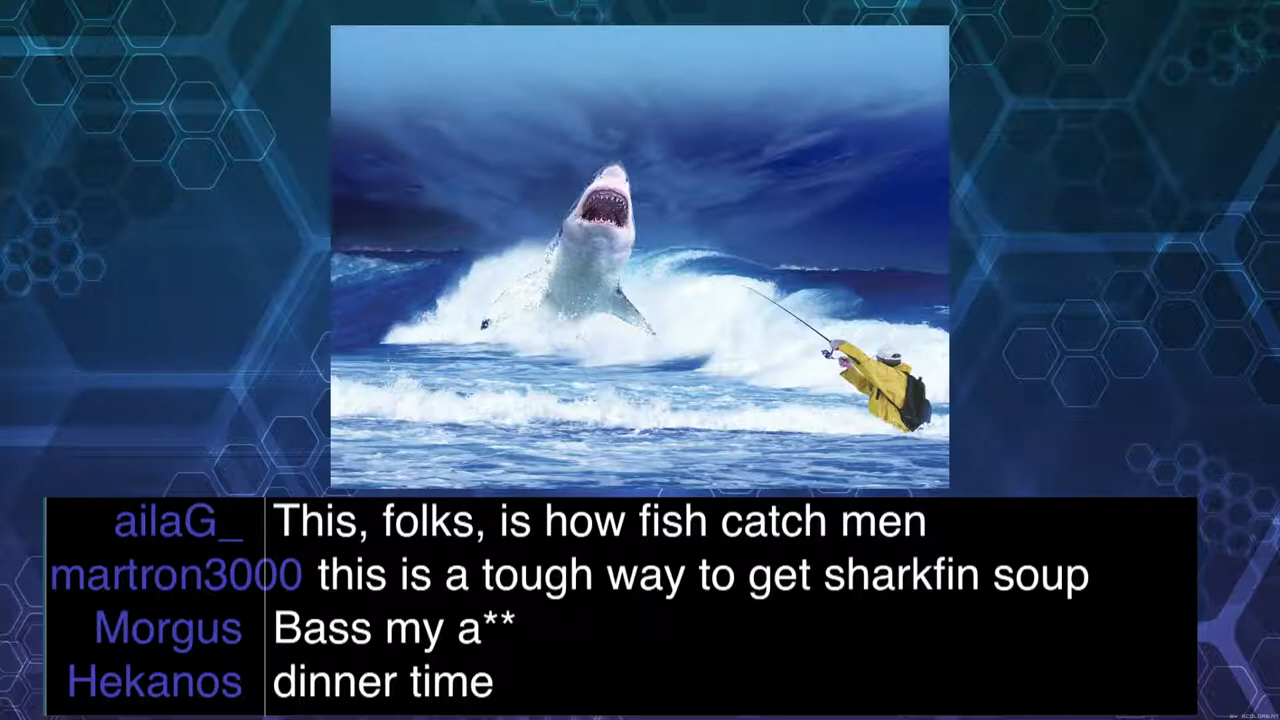 ailaG_ This, folks, is how fish catch men
martron3000 this is a tough way to get sharkfin soup
Morgus Bass my a**
Hekanos dinner time